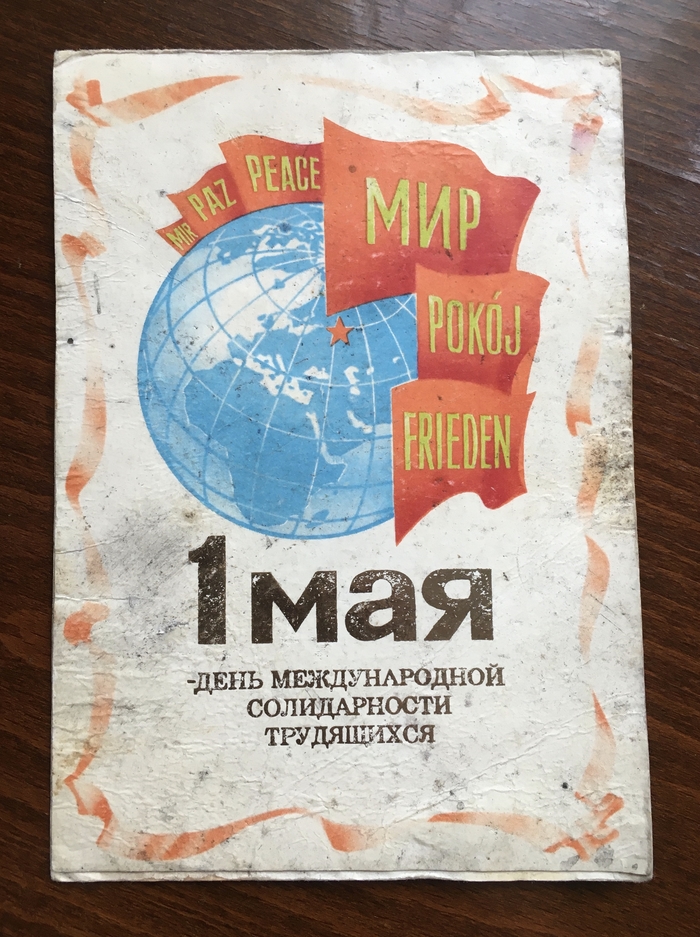 MIR
PAZ
PEACE
МИР
POKÓJ
FRIEDEN
1 мая
-ДЕНЬ МЕЖДУНАРОДНОЙ
СОЛИДАРНОСТИ
ТРУДЯЩИХСЯ